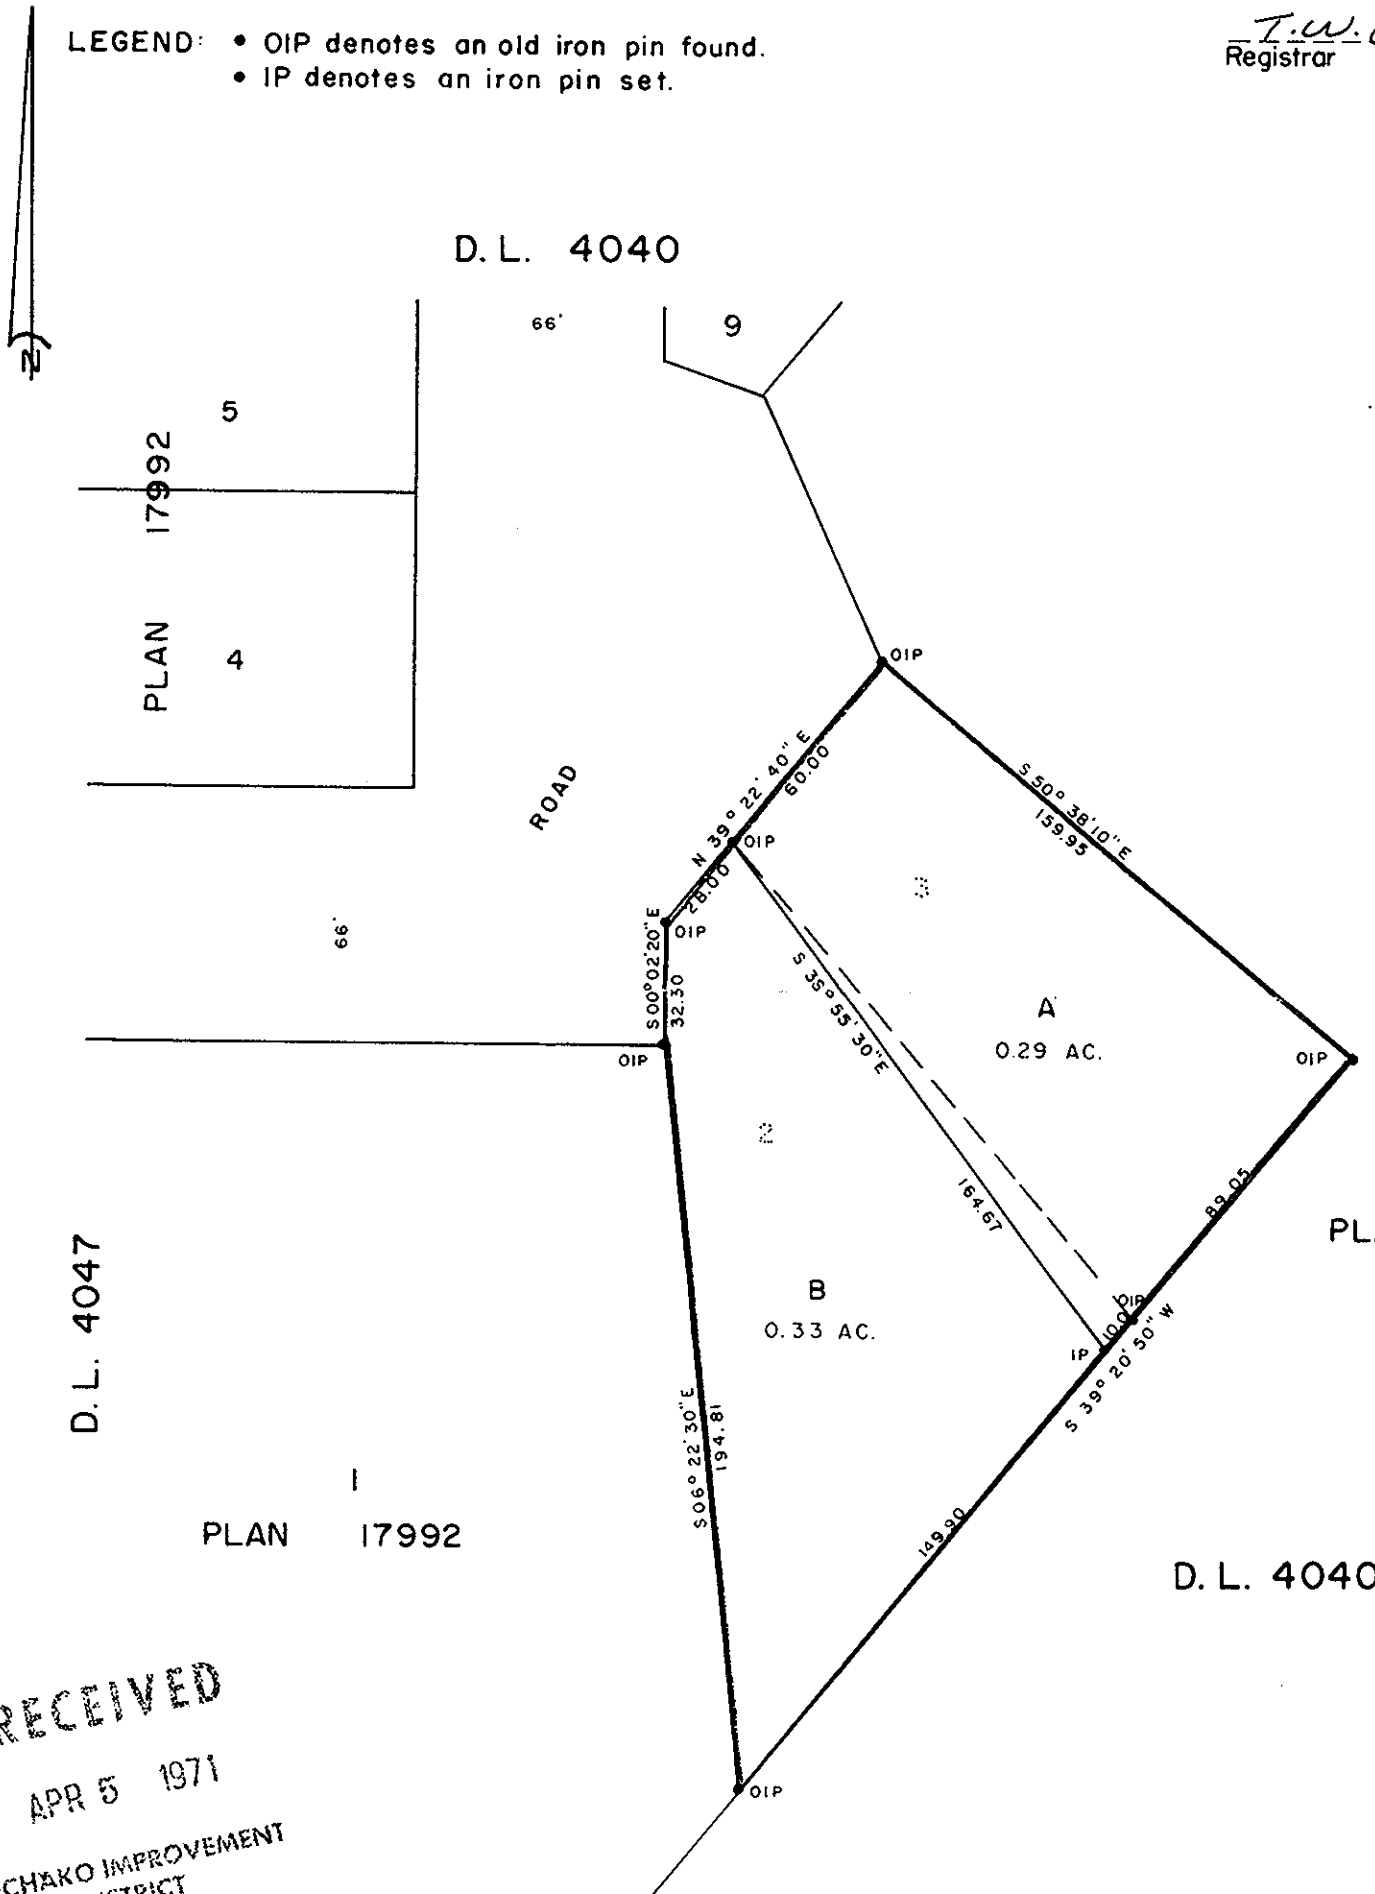 LEGEND: • OIP denotes an old iron pin found.
• IP denotes an iron pin set.
T.W.
Registrar
N
D. L. 4040
66'
9
5
PLAN 17992
4
OIP
ROAD
N 39° 22' 40" E
60.00
S 50° 38' 10" E
159.95
OIP
28.00
3
66'
OIP
S 00° 02' 20" E
32.30
S 35° 55' 30" E
A
0.29 AC.
OIP
OIP
2
164.67
89.05
PL.
D. L. 4047
B
0.33 AC.
OIP
10.0
IP
S 39° 20' 50" W
S 06° 22' 30" E
194.81
1
PLAN 17992
149.90
D. L. 4040
RECEIVED
APR 5 1971
OIP
CHAKO IMPROVEMENT
STRICT